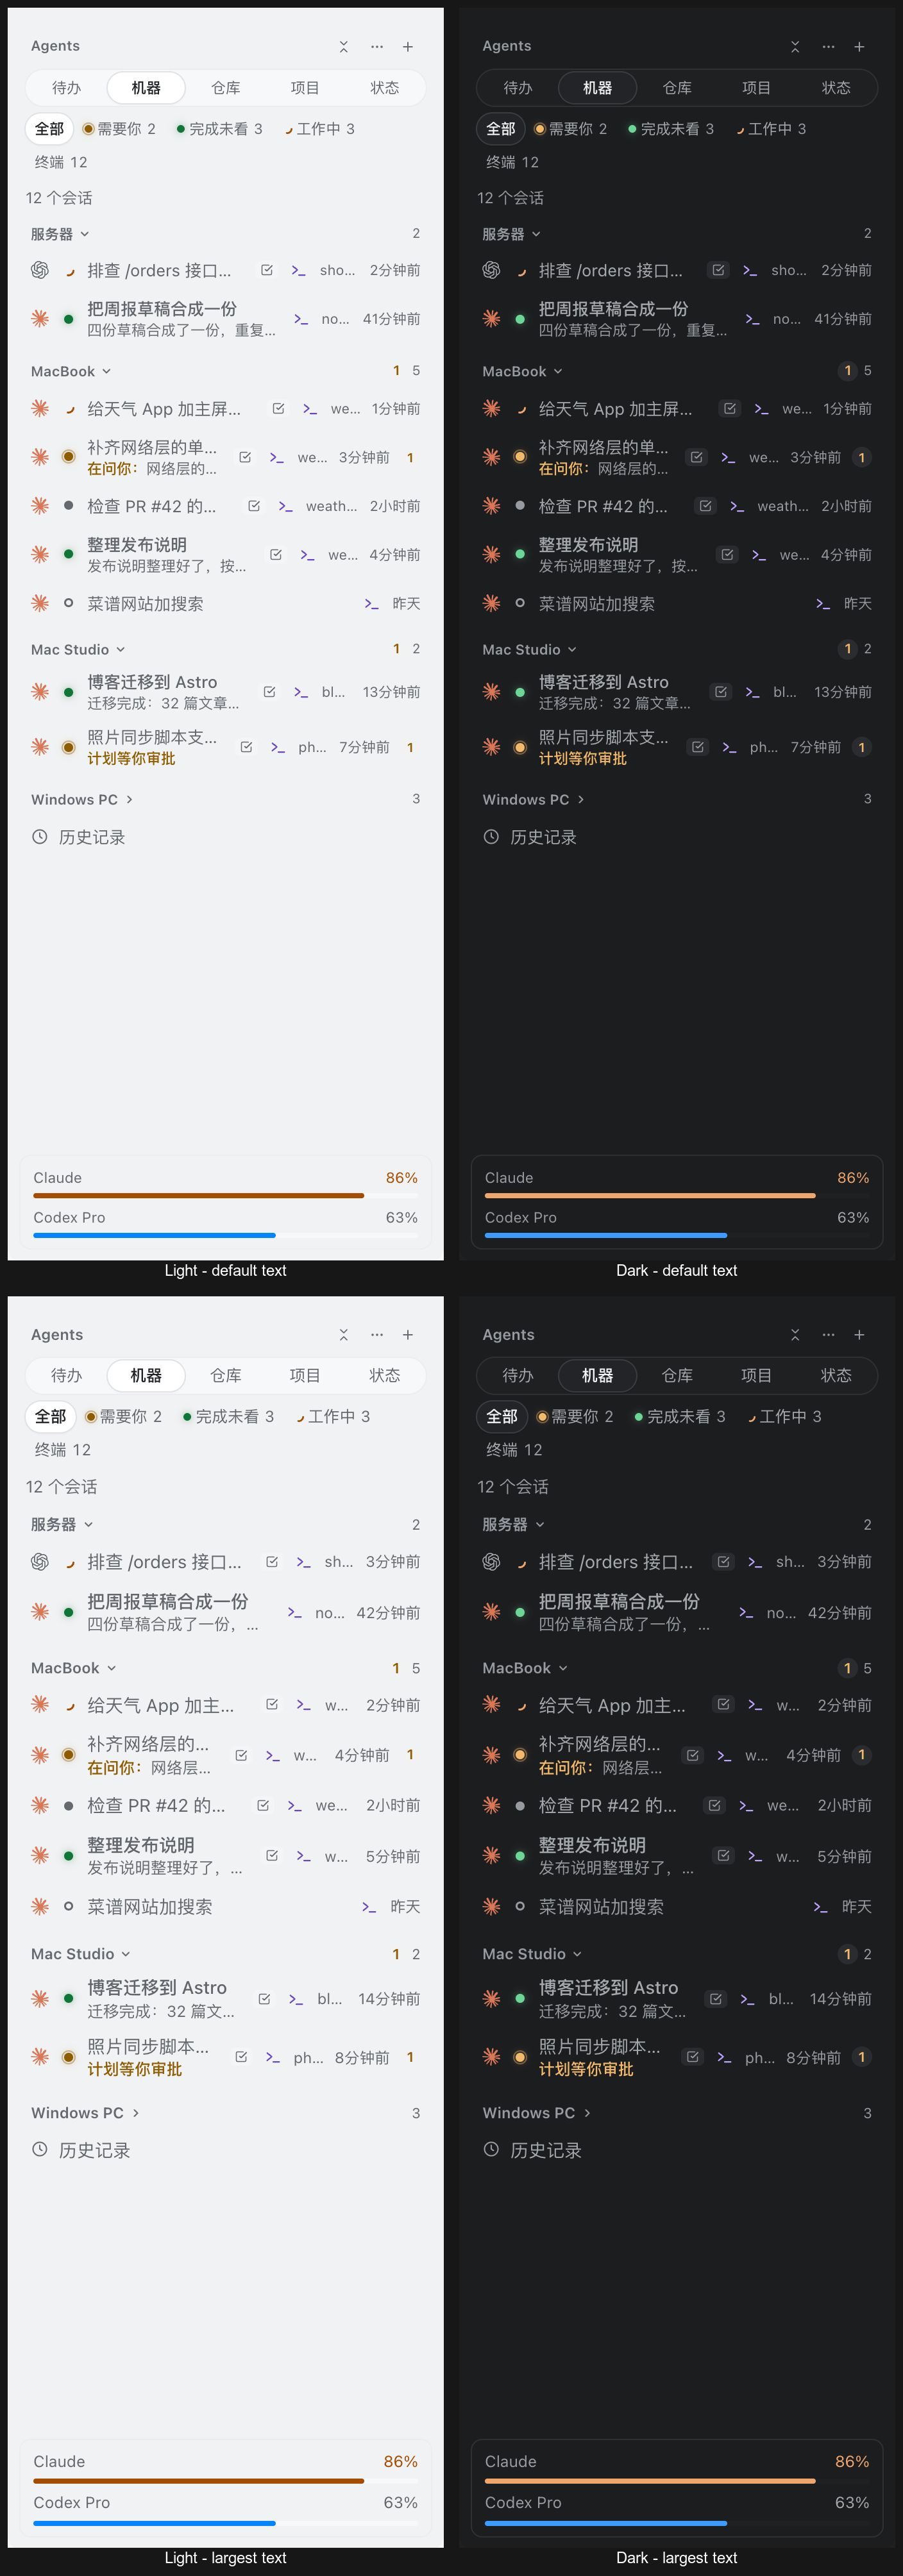 Agents
待办 机器 仓库 项目 状态
全部 需要你 2 完成未看 3 工作中 3
终端 12
12 个会话
服务器 2
排查 /orders 接口... sho... 2分钟前
把周报草稿合成一份 no... 41分钟前
四份草稿合成了一份，重复...
MacBook 1 5
给天气 App 加主屏... we... 1分钟前
补齐网络层的单... we... 3分钟前 1
在问你：网络层的...
检查 PR #42 的... weath... 2小时前
整理发布说明 we... 4分钟前
发布说明整理好了，按...
菜谱网站加搜索 昨天
Mac Studio 1 2
博客迁移到 Astro bl... 13分钟前
迁移完成：32 篇文章...
照片同步脚本支... ph... 7分钟前 1
计划等你审批
Windows PC 3
历史记录
Claude 86%
Codex Pro 63%
Light - default text
Agents
待办 机器 仓库 项目 状态
全部 需要你 2 完成未看 3 工作中 3
终端 12
12 个会话
服务器 2
排查 /orders 接口... sho... 2分钟前
把周报草稿合成一份 no... 41分钟前
四份草稿合成了一份，重复...
MacBook 1 5
给天气 App 加主屏... we... 1分钟前
补齐网络层的单... we... 3分钟前 1
在问你：网络层的...
检查 PR #42 的... weath... 2小时前
整理发布说明 we... 4分钟前
发布说明整理好了，按...
菜谱网站加搜索 昨天
Mac Studio 1 2
博客迁移到 Astro bl... 13分钟前
迁移完成：32 篇文章...
照片同步脚本支... ph... 7分钟前 1
计划等你审批
Windows PC 3
历史记录
Claude 86%
Codex Pro 63%
Dark - default text
Agents
待办 机器 仓库 项目 状态
全部 需要你 2 完成未看 3 工作中 3
终端 12
12 个会话
服务器 2
排查 /orders 接口... sh... 3分钟前
把周报草稿合成一份 no... 42分钟前
四份草稿合成了一份，...
MacBook 1 5
给天气 App 加主... w... 2分钟前
补齐网络层的... w... 4分钟前 1
在问你：网络层...
检查 PR #42 的... we... 2小时前
整理发布说明 w... 5分钟前
发布说明整理好了，...
菜谱网站加搜索 昨天
Mac Studio 1 2
博客迁移到 Astro bl... 14分钟前
迁移完成：32 篇文...
照片同步脚本... ph... 8分钟前 1
计划等你审批
Windows PC 3
历史记录
Claude 86%
Codex Pro 63%
Light - largest text
Agents
待办 机器 仓库 项目 状态
全部 需要你 2 完成未看 3 工作中 3
终端 12
12 个会话
服务器 2
排查 /orders 接口... sh... 3分钟前
把周报草稿合成一份 no... 42分钟前
四份草稿合成了一份，...
MacBook 1 5
给天气 App 加主... w... 2分钟前
补齐网络层的... w... 4分钟前 1
在问你：网络层...
检查 PR #42 的... we... 2小时前
整理发布说明 w... 5分钟前
发布说明整理好了，...
菜谱网站加搜索 昨天
Mac Studio 1 2
博客迁移到 Astro bl... 14分钟前
迁移完成：32 篇文...
照片同步脚本... ph... 8分钟前 1
计划等你审批
Windows PC 3
历史记录
Claude 86%
Codex Pro 63%
Dark - largest text